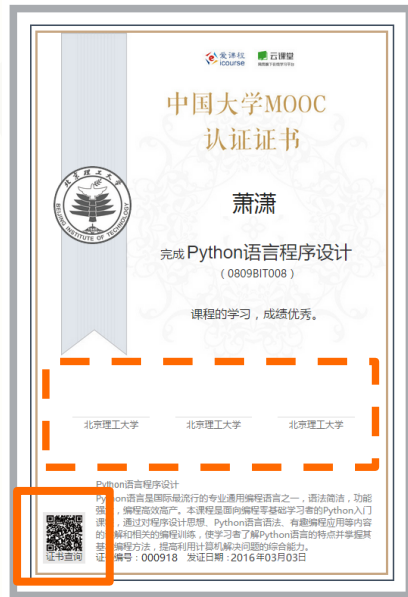 爱课程 云课堂
icourse
中国大学MOOC
认证证书
北京理工大学
BEIJING INSTITUTE OF TECHNOLOGY
萧潇
完成 Python语言程序设计
(0809BIT008)
课程的学习,成绩优秀。
北京理工大学 北京理工大学 北京理工大学
Python语言程序设计
Python语言是国际最流行的专业通用编程语言之一,语法简洁,功能
强,编程高效高产。本课程是面向编程零基础学习者的Python入门
课,通过对程序设计思想、Python语言语法、有趣编程应用等内容
的解和相关的编程训练,使学习者了解Python语言的特点并掌握其
基编程方法,提高利用计算机解决问题的综合能力。
证书查询
证编号:000918 发证日期:2016年03月03日